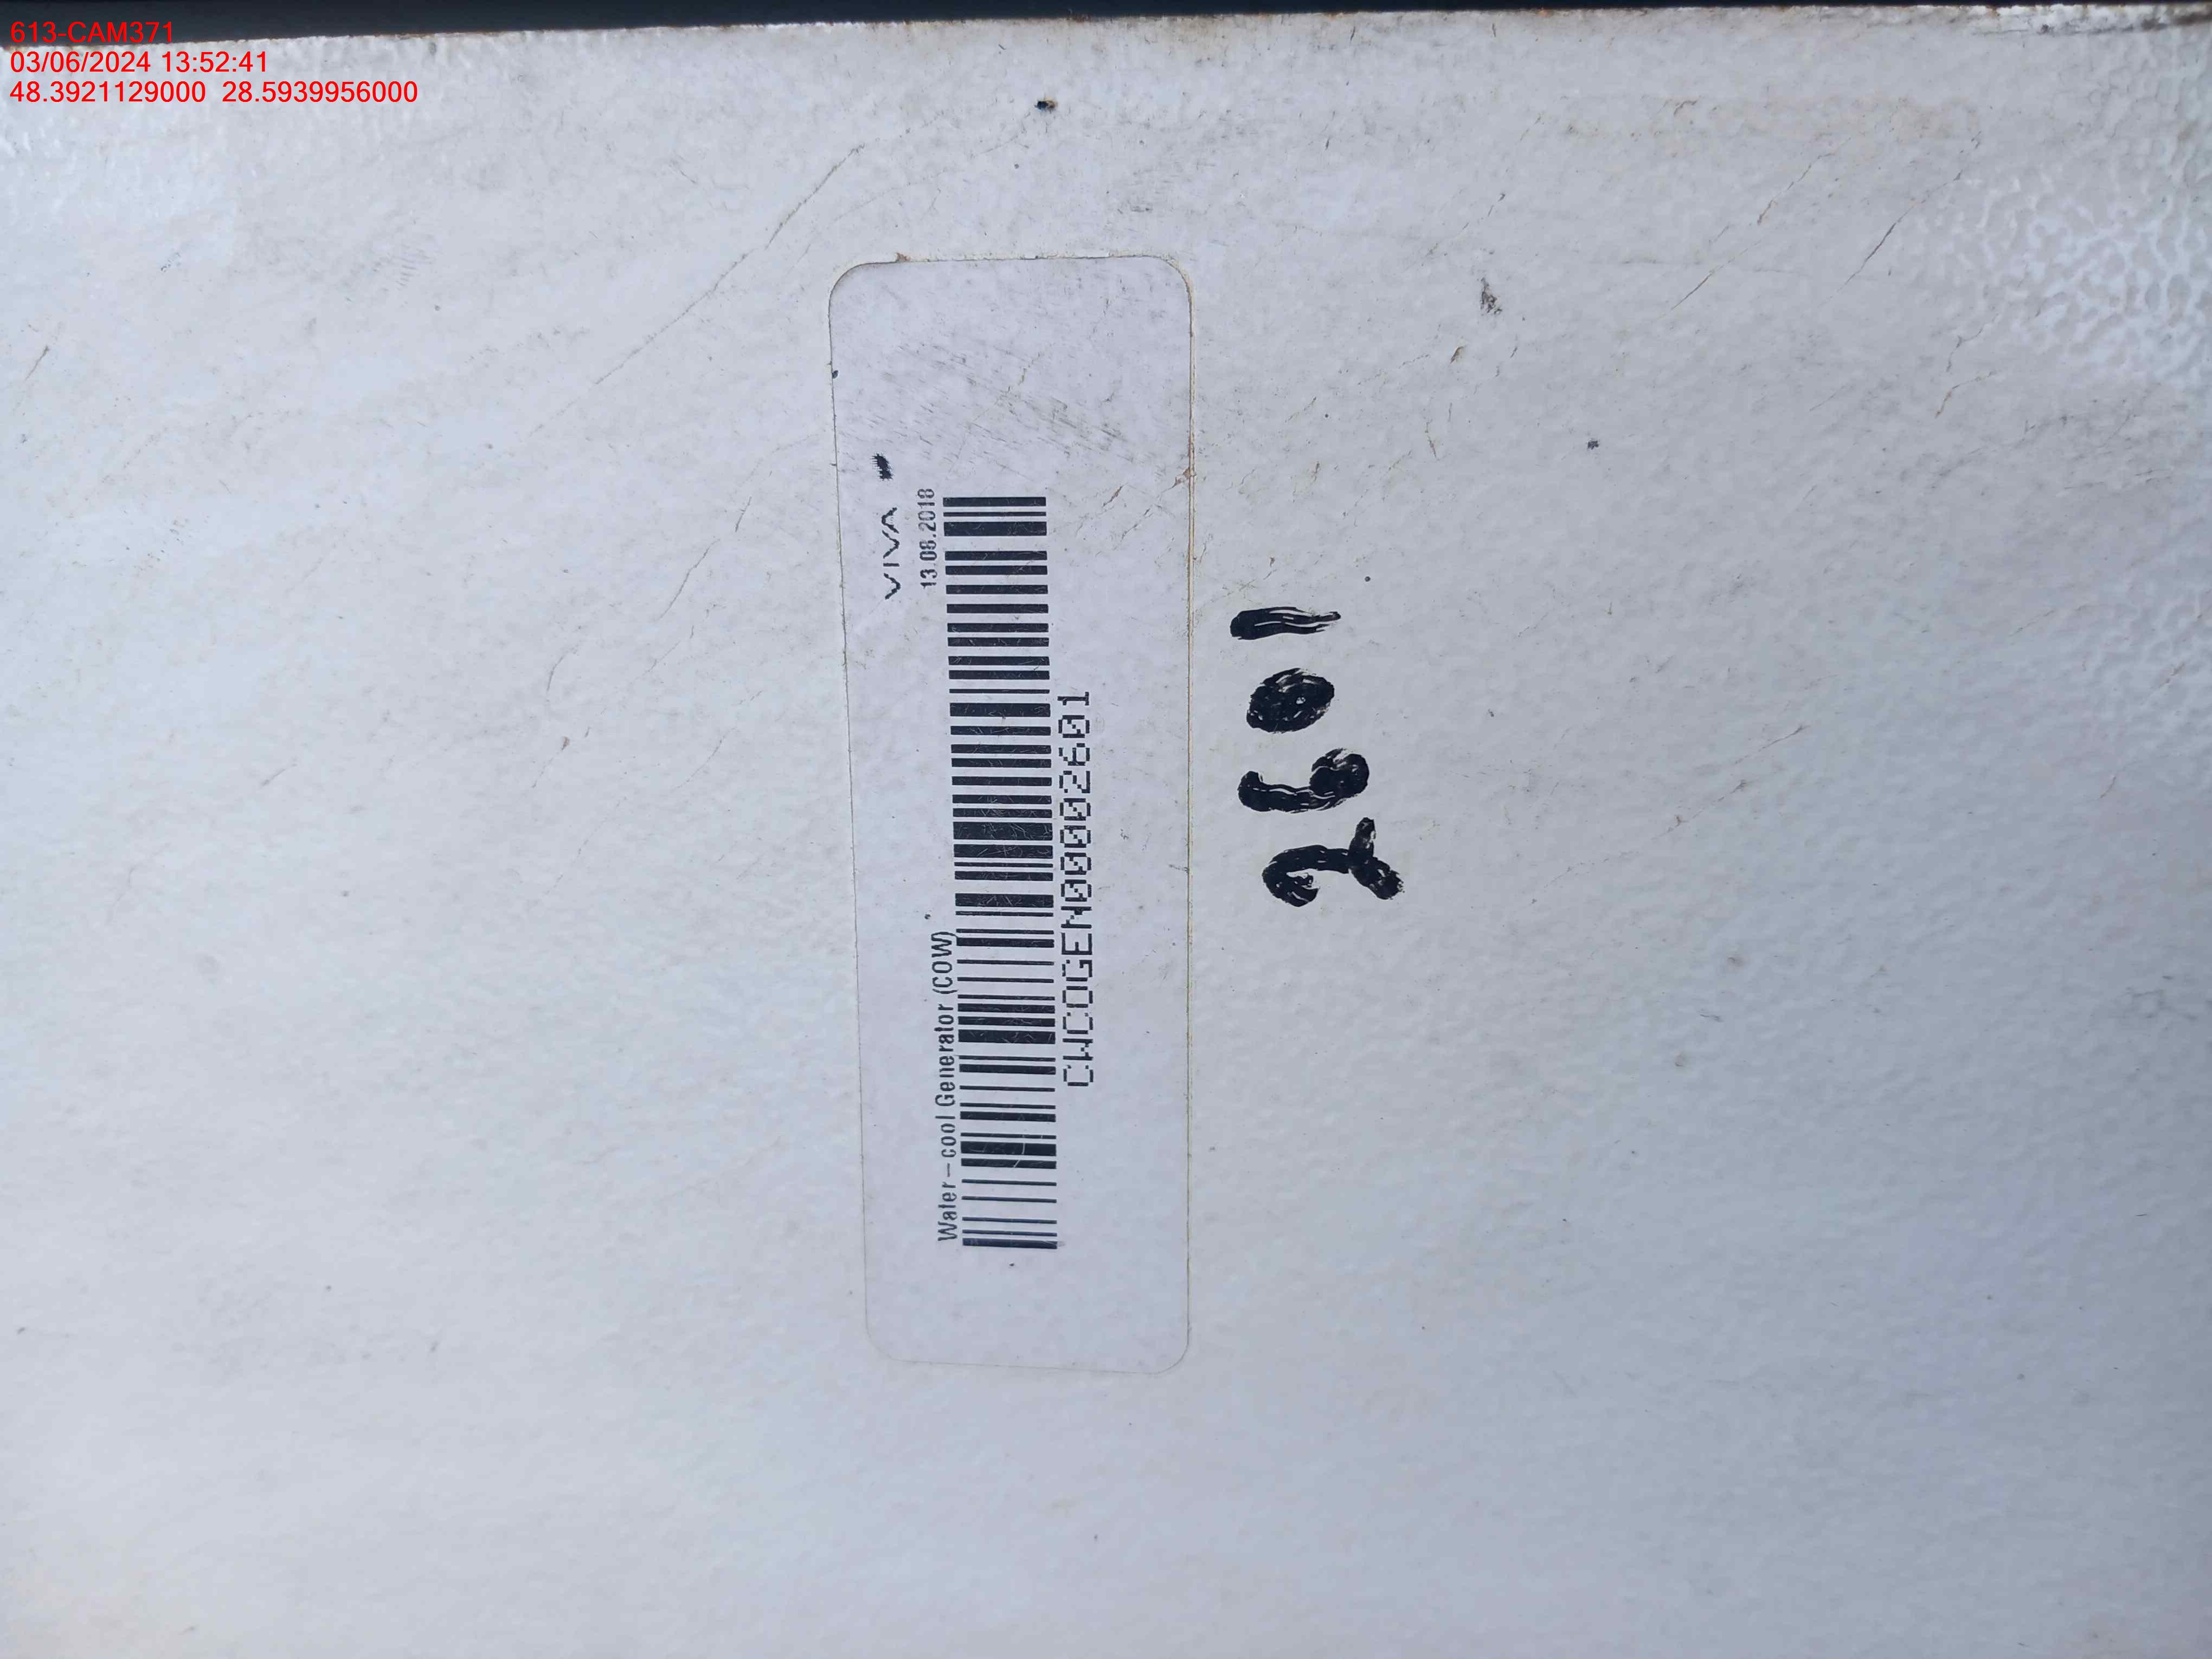 613-CAM371
03/06/2024 13:52:41
48.3921129000 28.5939956000
VIVA
13.08.2018
Water-cool Generator (COW)
CWCOGEN00002601
2601